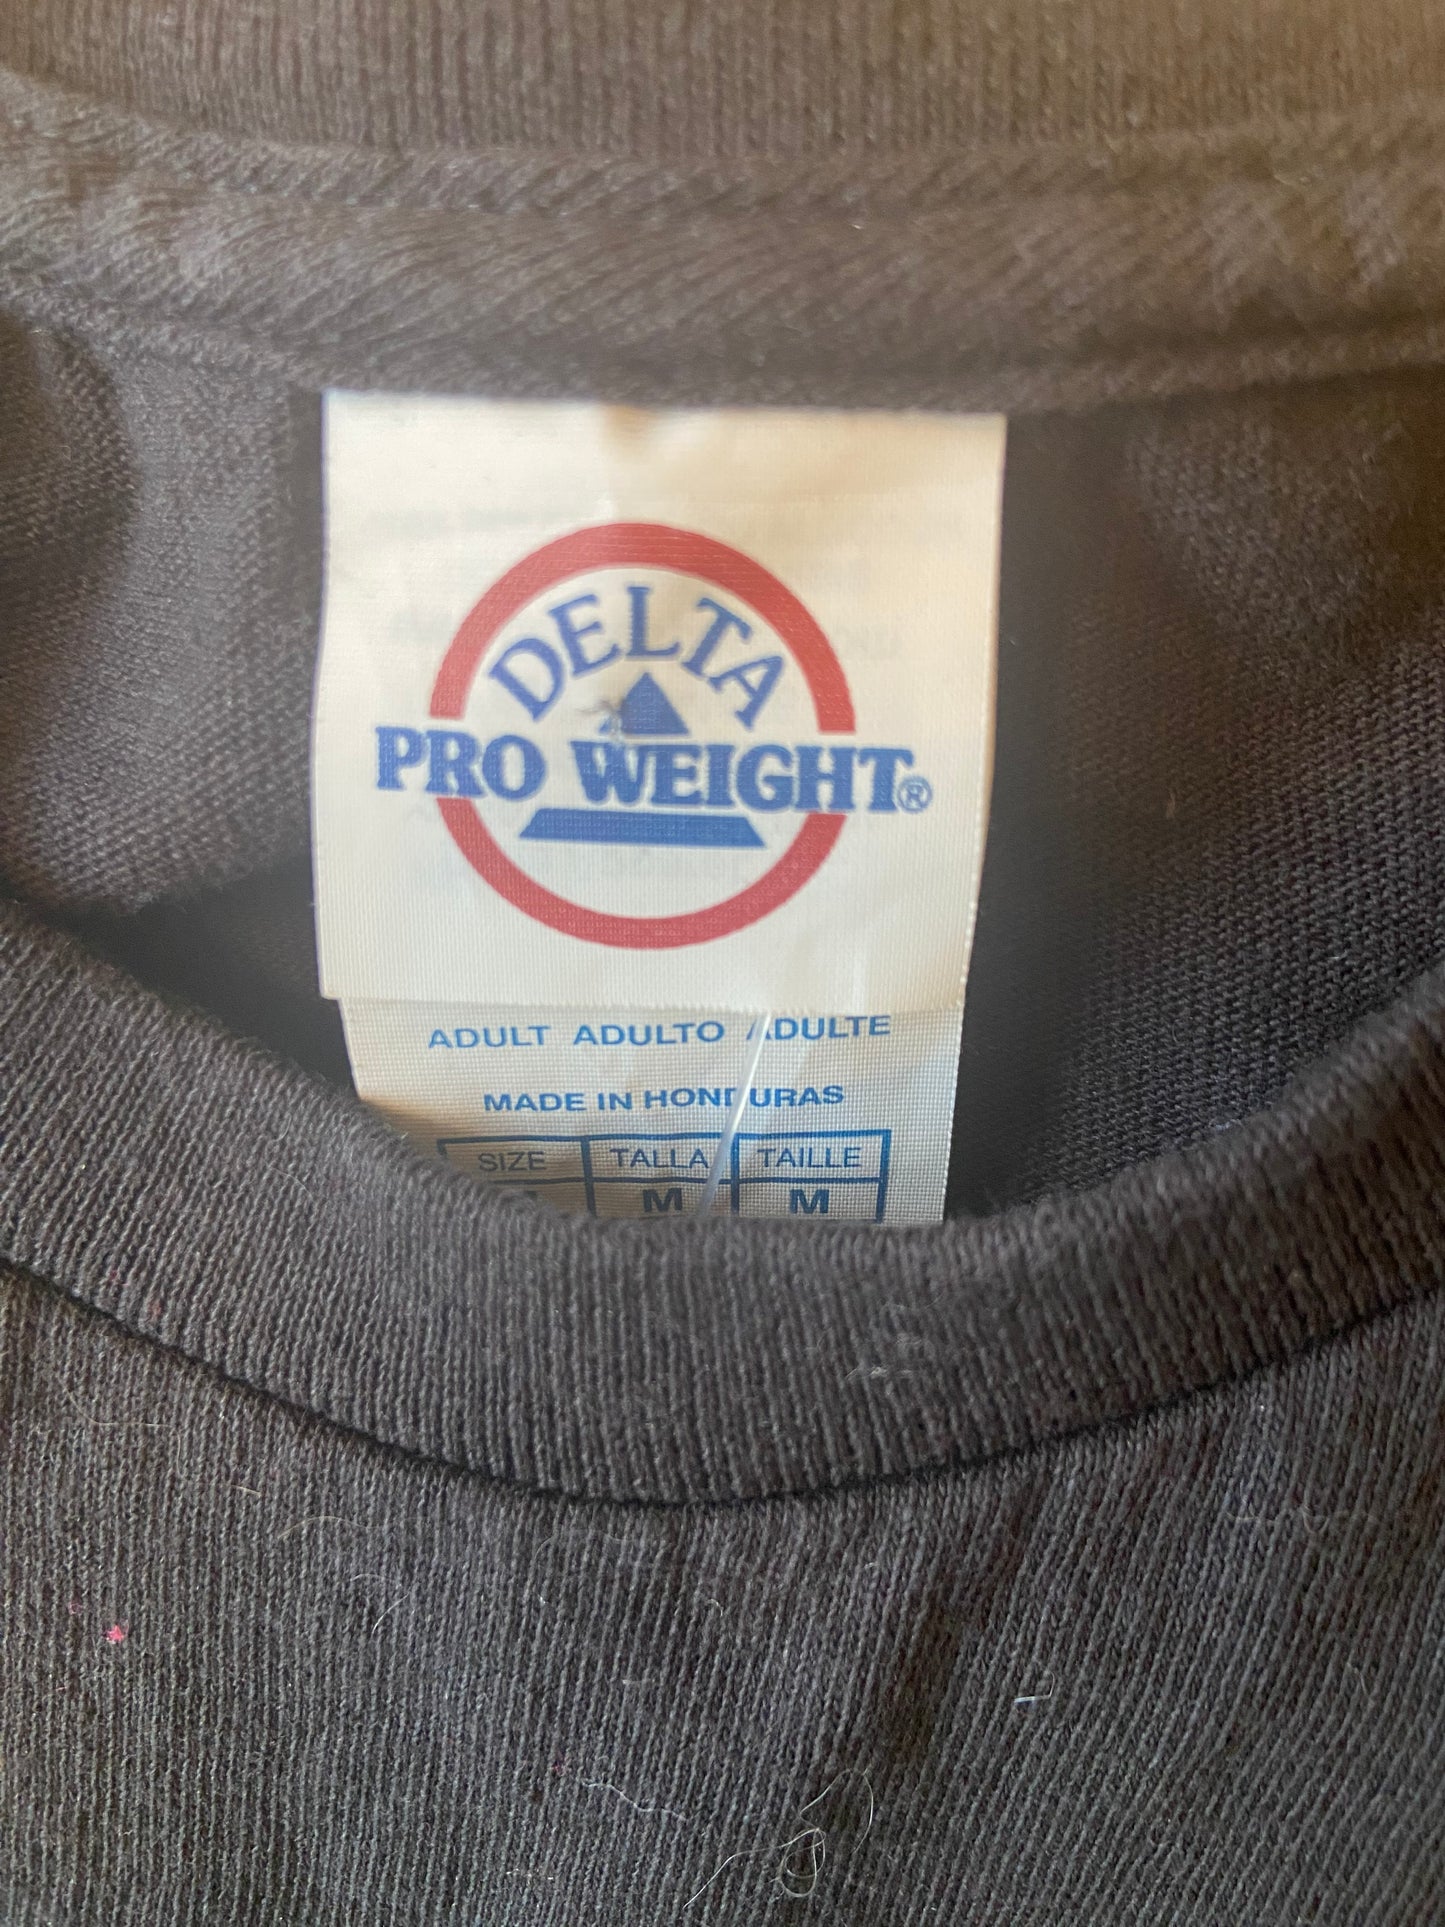 DELTA
PRO WEIGHT®
ADULT ADULTO ADULTE
MADE IN HONDURAS
SIZE TALLA TAILLE
M M